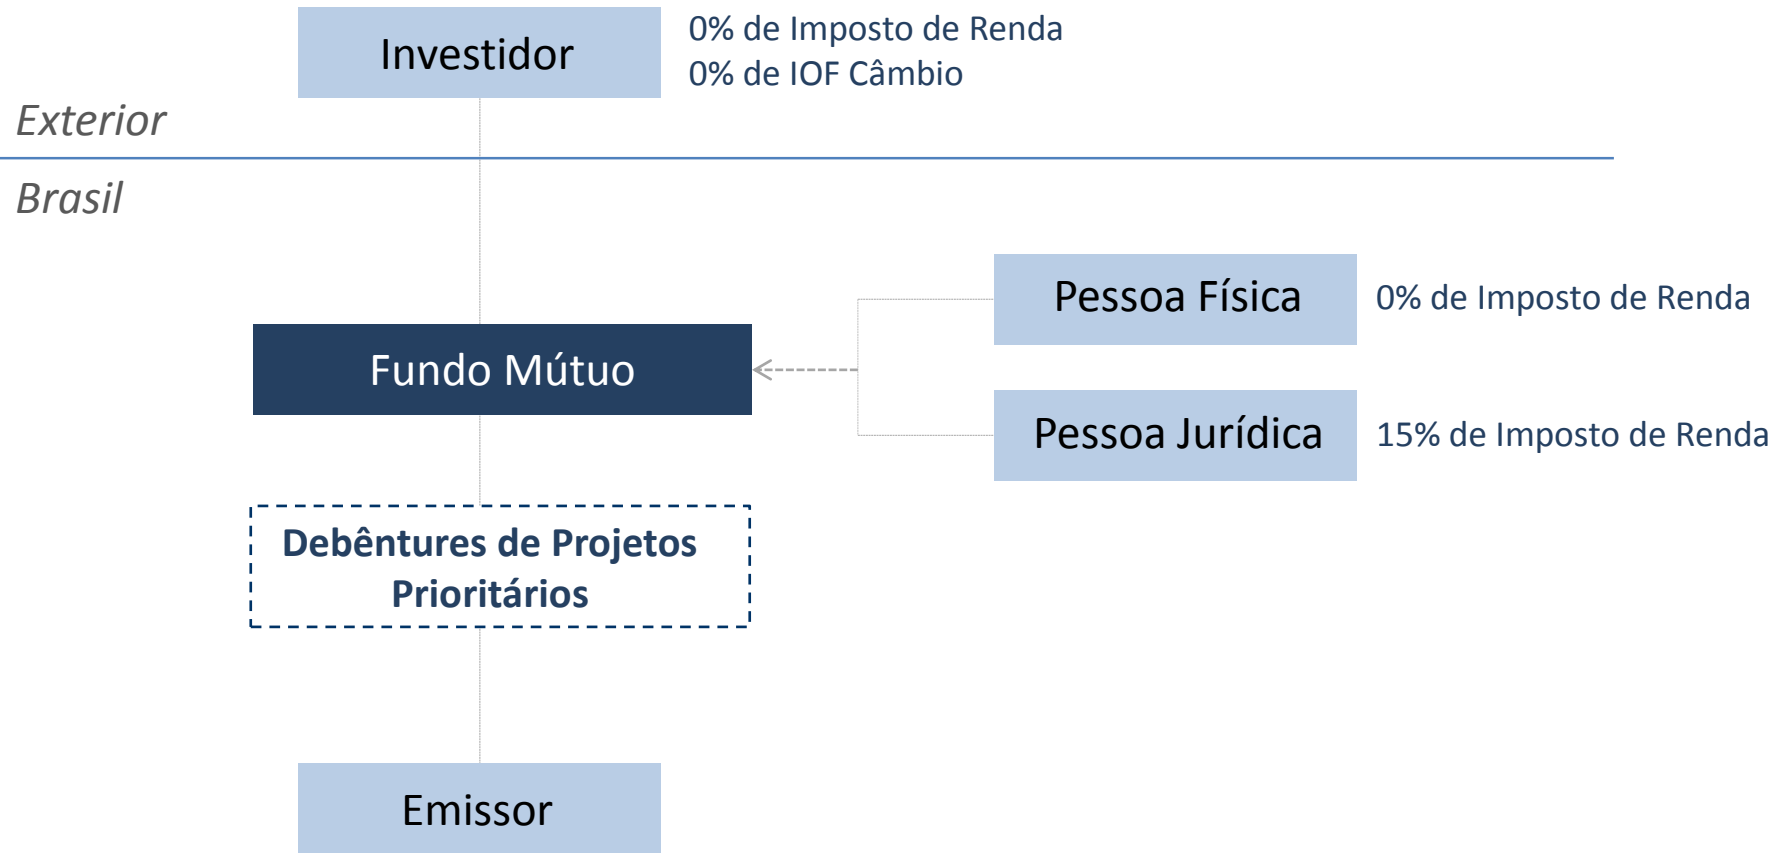 Investidor
0% de Imposto de Renda
0% de IOF Câmbio
Exterior
Brasil
Pessoa Física
0% de Imposto de Renda
Fundo Mútuo
Pessoa Jurídica
15% de Imposto de Renda
Debêntures de Projetos
Prioritários
Emissor